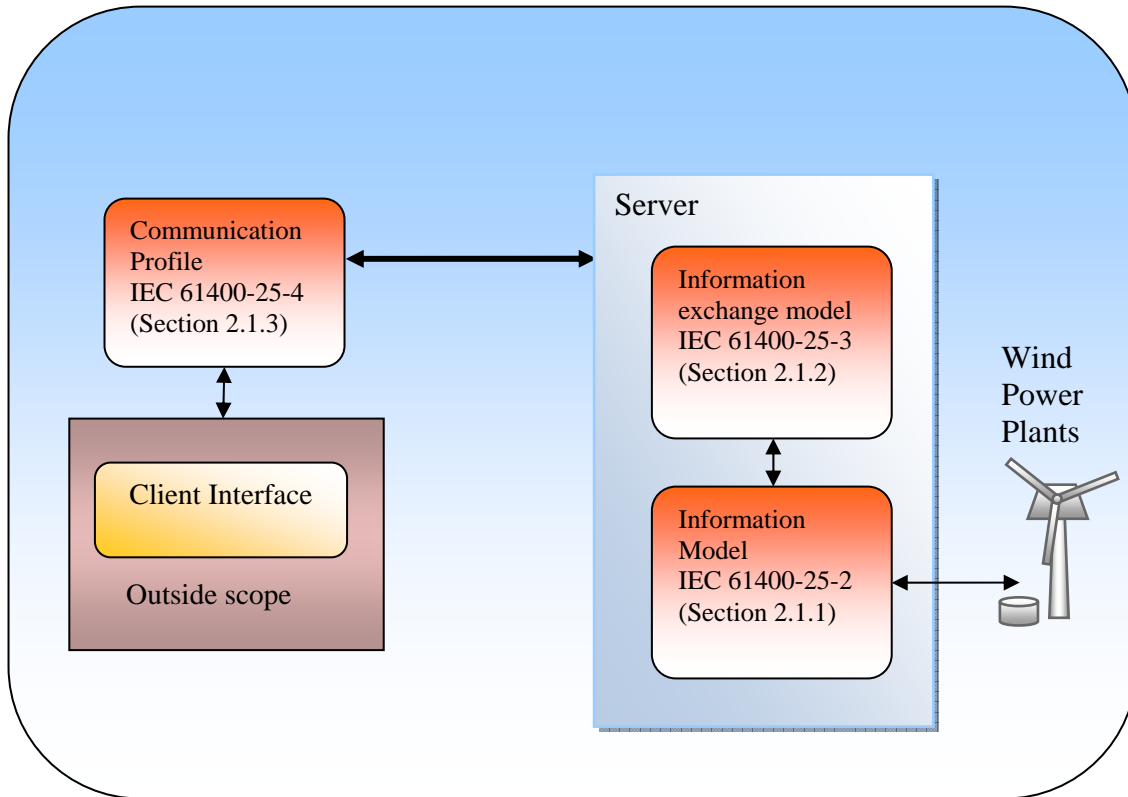 Communication
Profile
IEC 61400-25-4
(Section 2.1.3)
Client Interface
Outside scope
Server
Information
exchange model
IEC 61400-25-3
(Section 2.1.2)
Information
Model
IEC 61400-25-2
(Section 2.1.1)
Wind
Power
Plants